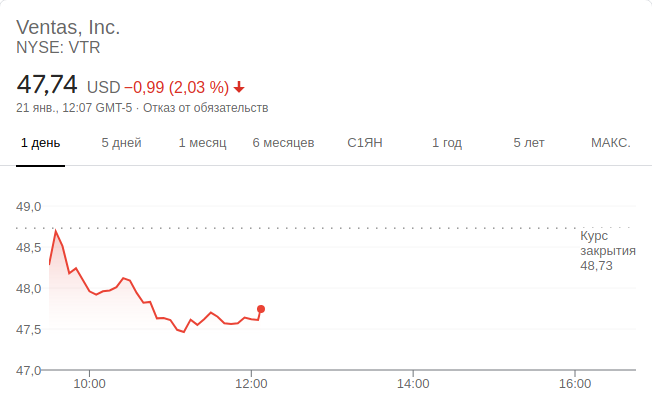 Ventas, Inc.
NYSE: VTR
47,74 USD −0,99 (2,03 %)
21 янв., 12:07 GMT-5 · Отказ от обязательств
1 день 5 дней 1 месяц 6 месяцев С1ЯН 1 год 5 лет МАКС.
49,0
Курс
закрытия
48,73
48,5
48,0
47,5
47,0
10:00 12:00 14:00 16:00